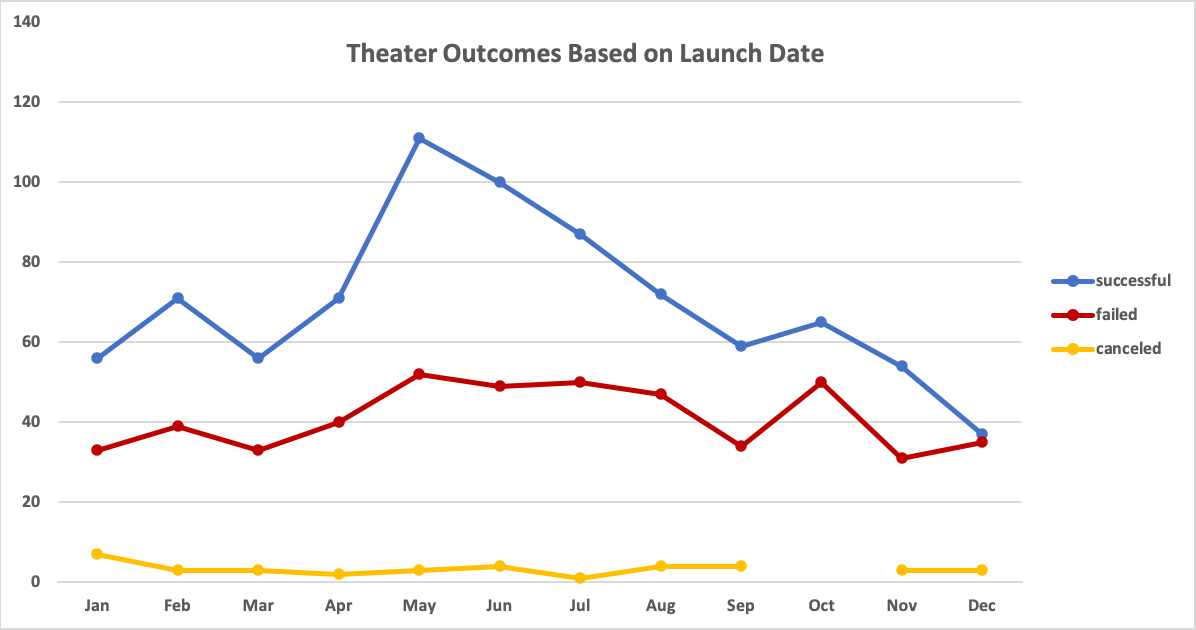 140
Theater Outcomes Based on Launch Date
120
100
80
60
40
20
0
Jan Feb Mar Apr May Jun Jul Aug Sep Oct Nov Dec
successful
failed
canceled